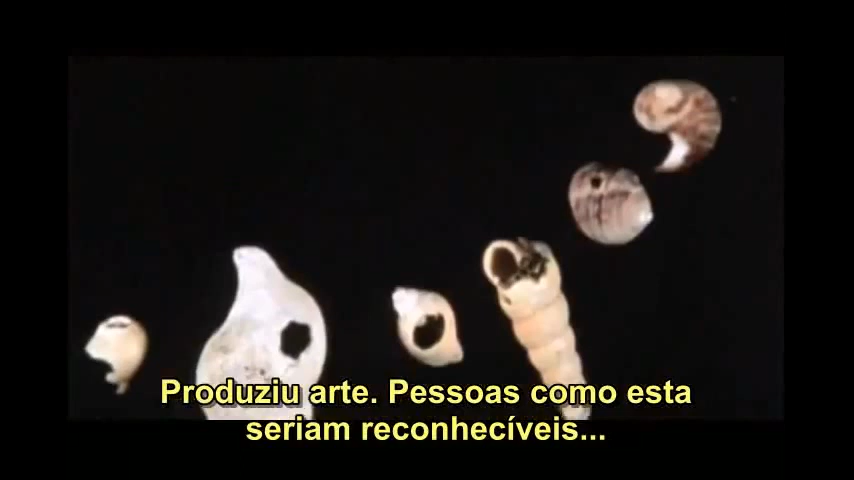 Produziu arte. Pessoas como esta
seriam reconhecíveis...